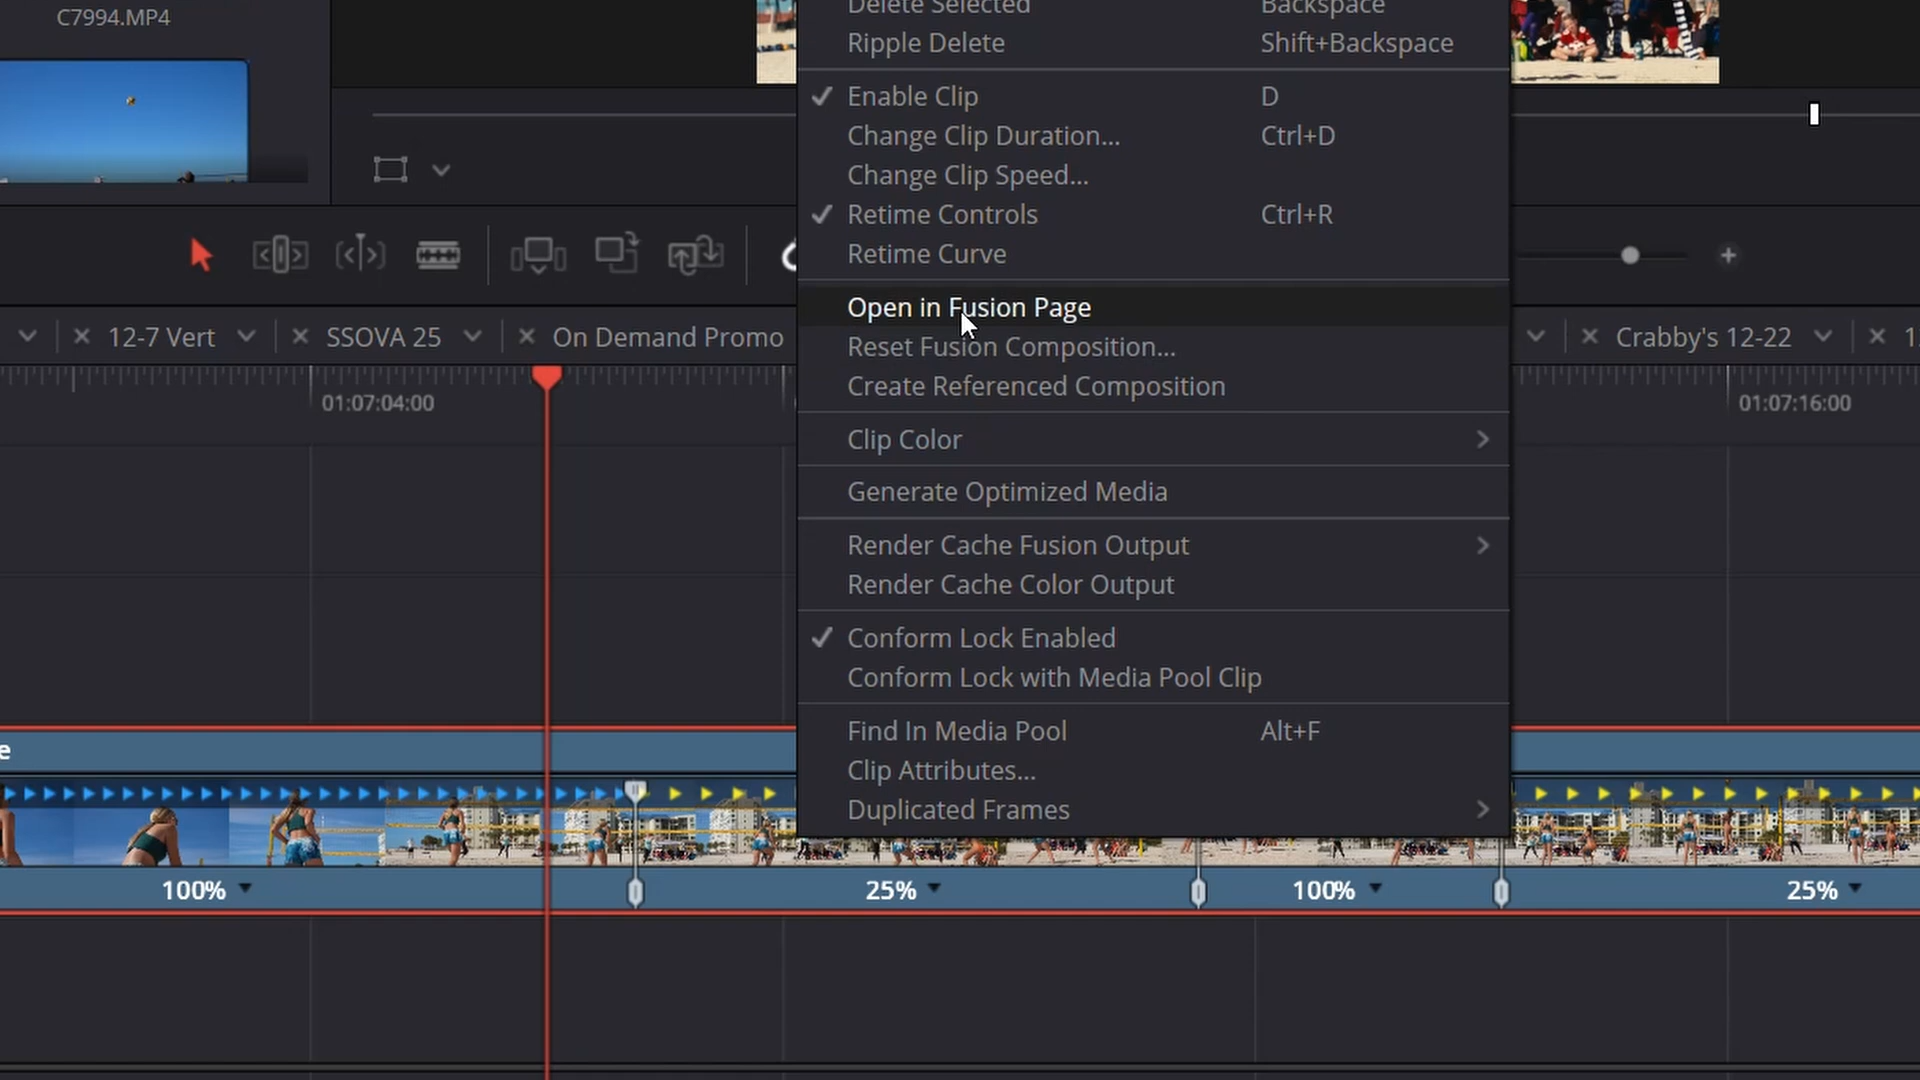 C7994.MP4
Delete Selected Backspace
Ripple Delete Shift+Backspace
Enable Clip D
Change Clip Duration... Ctrl+D
Change Clip Speed...
Retime Controls Ctrl+R
Retime Curve
Open in Fusion Page
Reset Fusion Composition...
Create Referenced Composition
Clip Color
Generate Optimized Media
Render Cache Fusion Output
Render Cache Color Output
Conform Lock Enabled
Conform Lock with Media Pool Clip
Find In Media Pool Alt+F
Clip Attributes...
Duplicated Frames
12-7 Vert SSOVA 25 On Demand Promo Crabby's 12-22 1
01:07:04:00 01:07:16:00
e
100% 25% 100% 25%